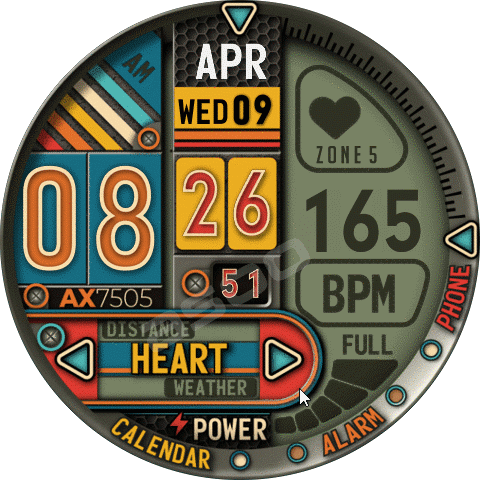 AM
APR
WED 09
ZONE 5
08
26
165
51
AX7505
BPM
DISTANCE
HEART
WEATHER
FULL
PHONE
POWER
CALENDAR
ALARM